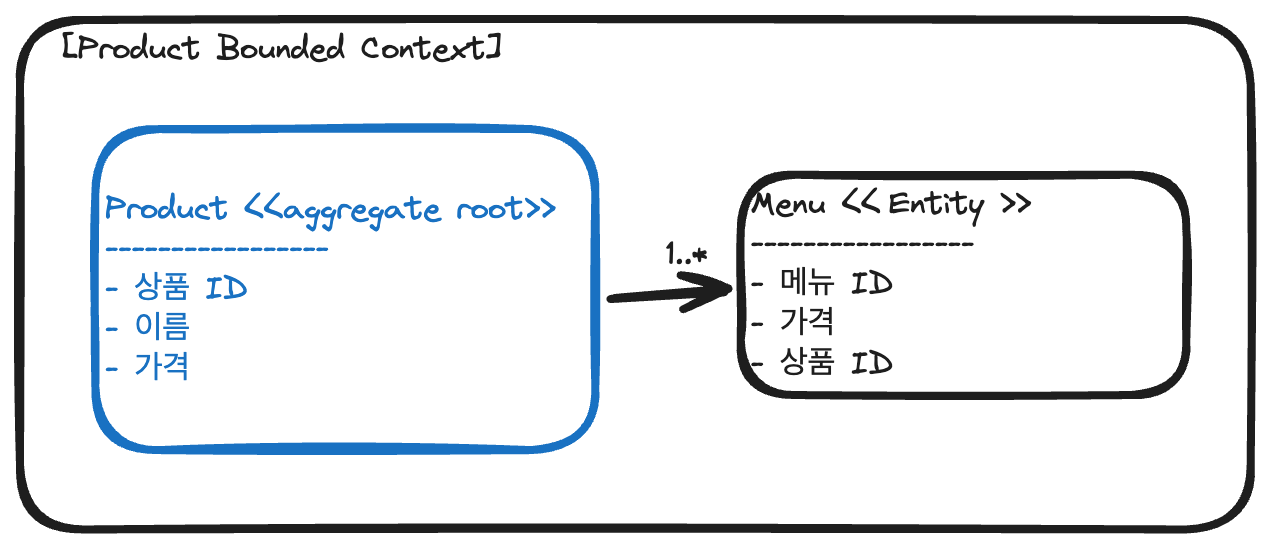 [Product Bounded Context]
Product <<aggregate root>>
----------------
- 상품 ID
- 이름
- 가격
1..*
Menu << Entity >>
----------------
- 메뉴 ID
- 가격
- 상품 ID